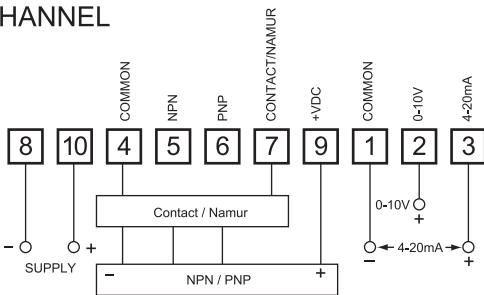 HANNEL
COMMON NPN PNP CONTACT/NAMUR +VDC COMMON 0-10V 4-20mA
8 10 4 5 6 7 9 1 2 3
Contact / Namur
0-10V
+
- + - 4-20mA +
SUPPLY
- NPN / PNP +